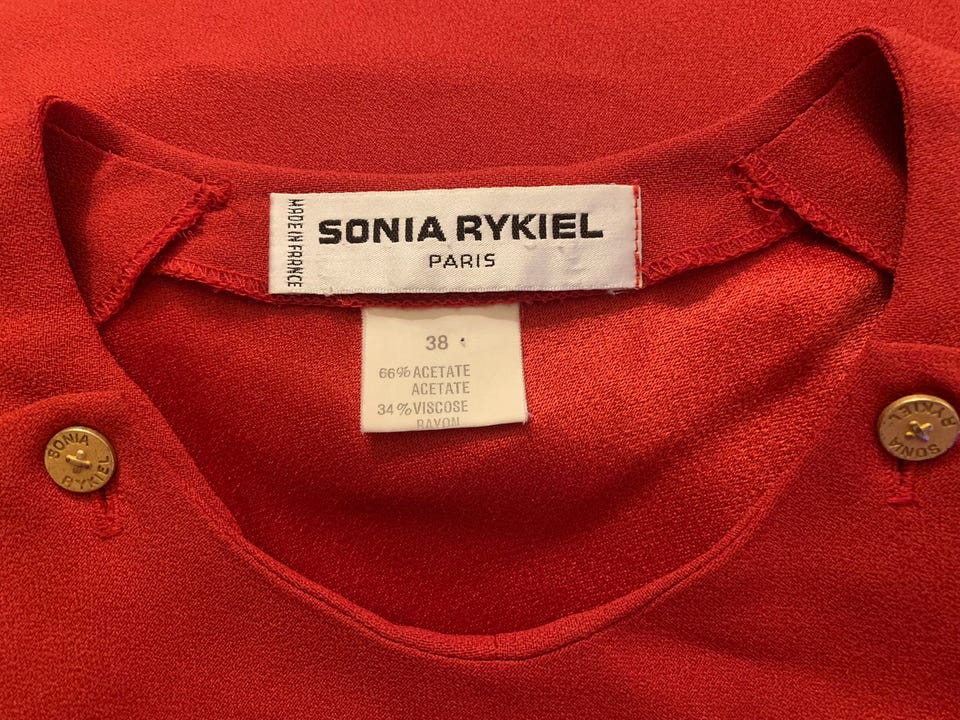 MADE IN FRANCE
SONIA RYKIEL
PARIS
38
66% ACETATE
ACETATE
34% VISCOSE
RAYON
SONIA RYKIEL
SONIA RYKIEL